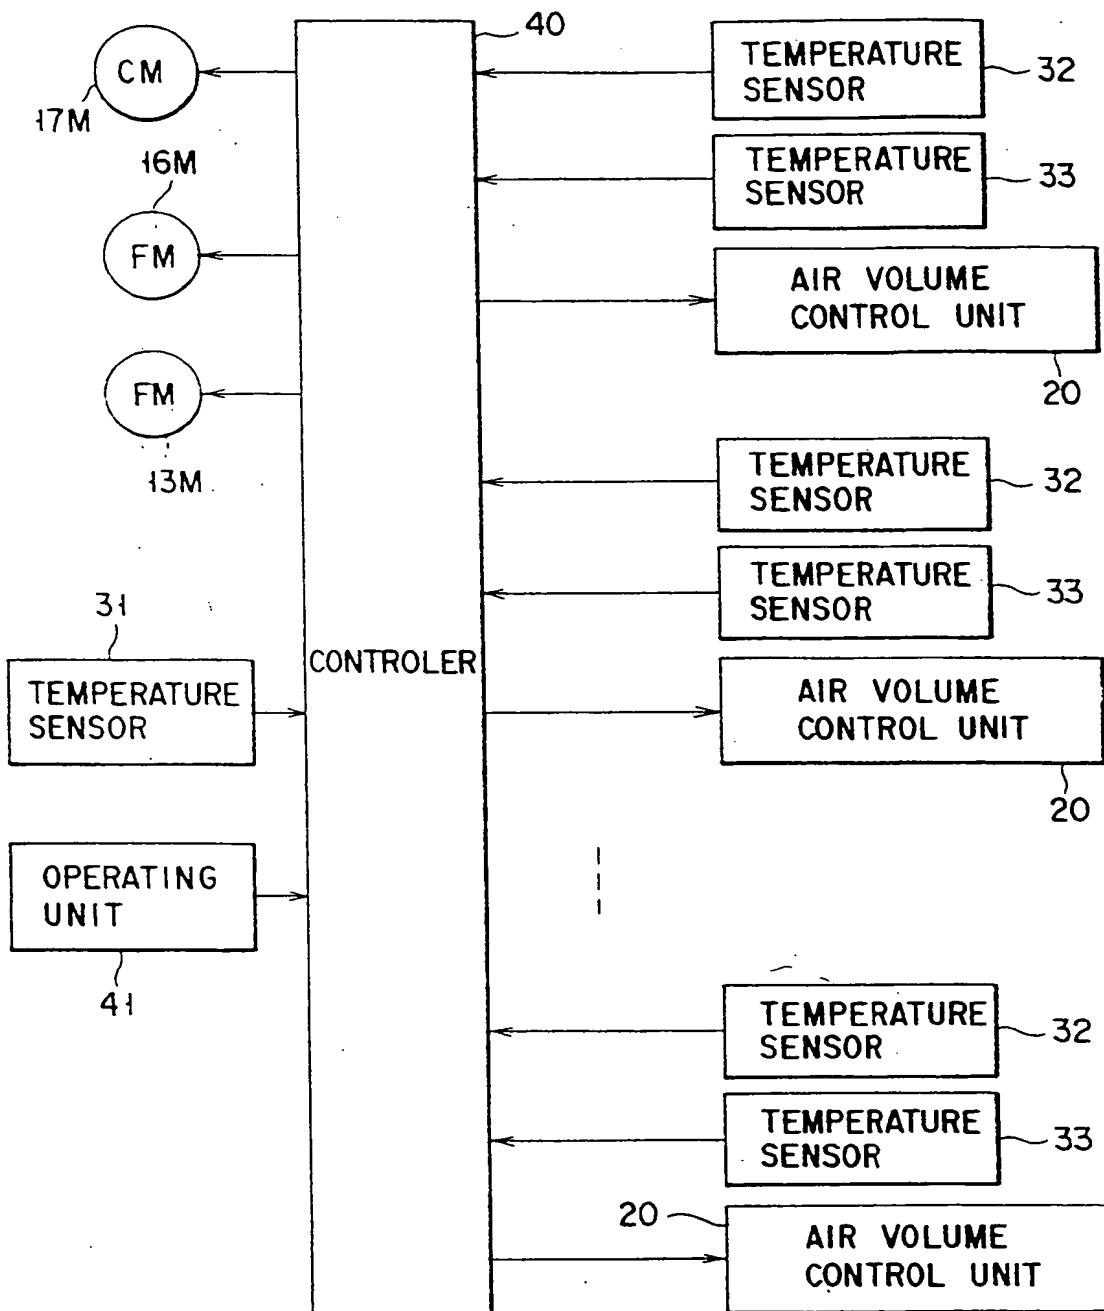 40
CM
17M
16M
FM
FM
13M
31
TEMPERATURE
SENSOR
OPERATING
UNIT
41
CONTROLER
TEMPERATURE
SENSOR
32
TEMPERATURE
SENSOR
33
AIR VOLUME
CONTROL UNIT
20
TEMPERATURE
SENSOR
32
TEMPERATURE
SENSOR
33
AIR VOLUME
CONTROL UNIT
20
TEMPERATURE
SENSOR
32
TEMPERATURE
SENSOR
33
20
AIR VOLUME
CONTROL UNIT